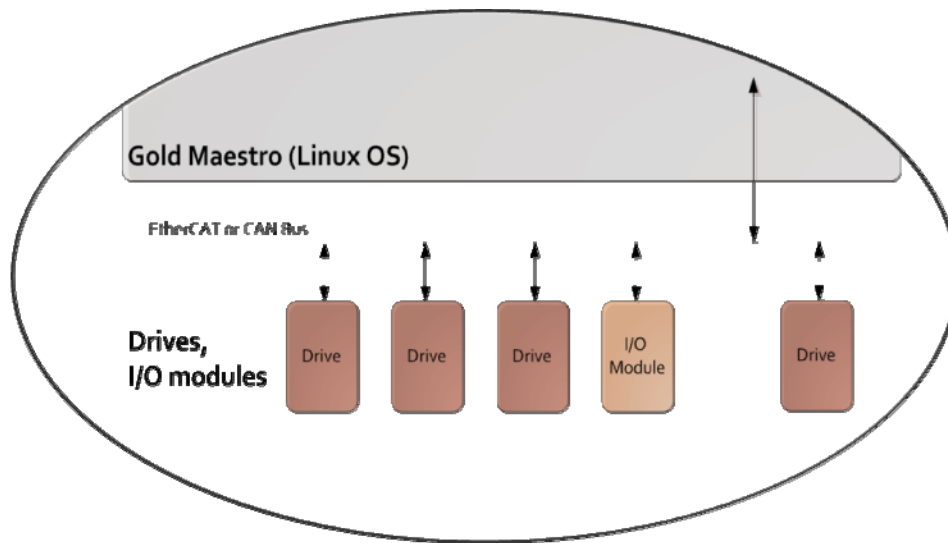 Gold Maestro (Linux OS)
EtherCAT or CAN Bus
Drives,
I/O modules
Drive
Drive
Drive
I/O
Module
Drive